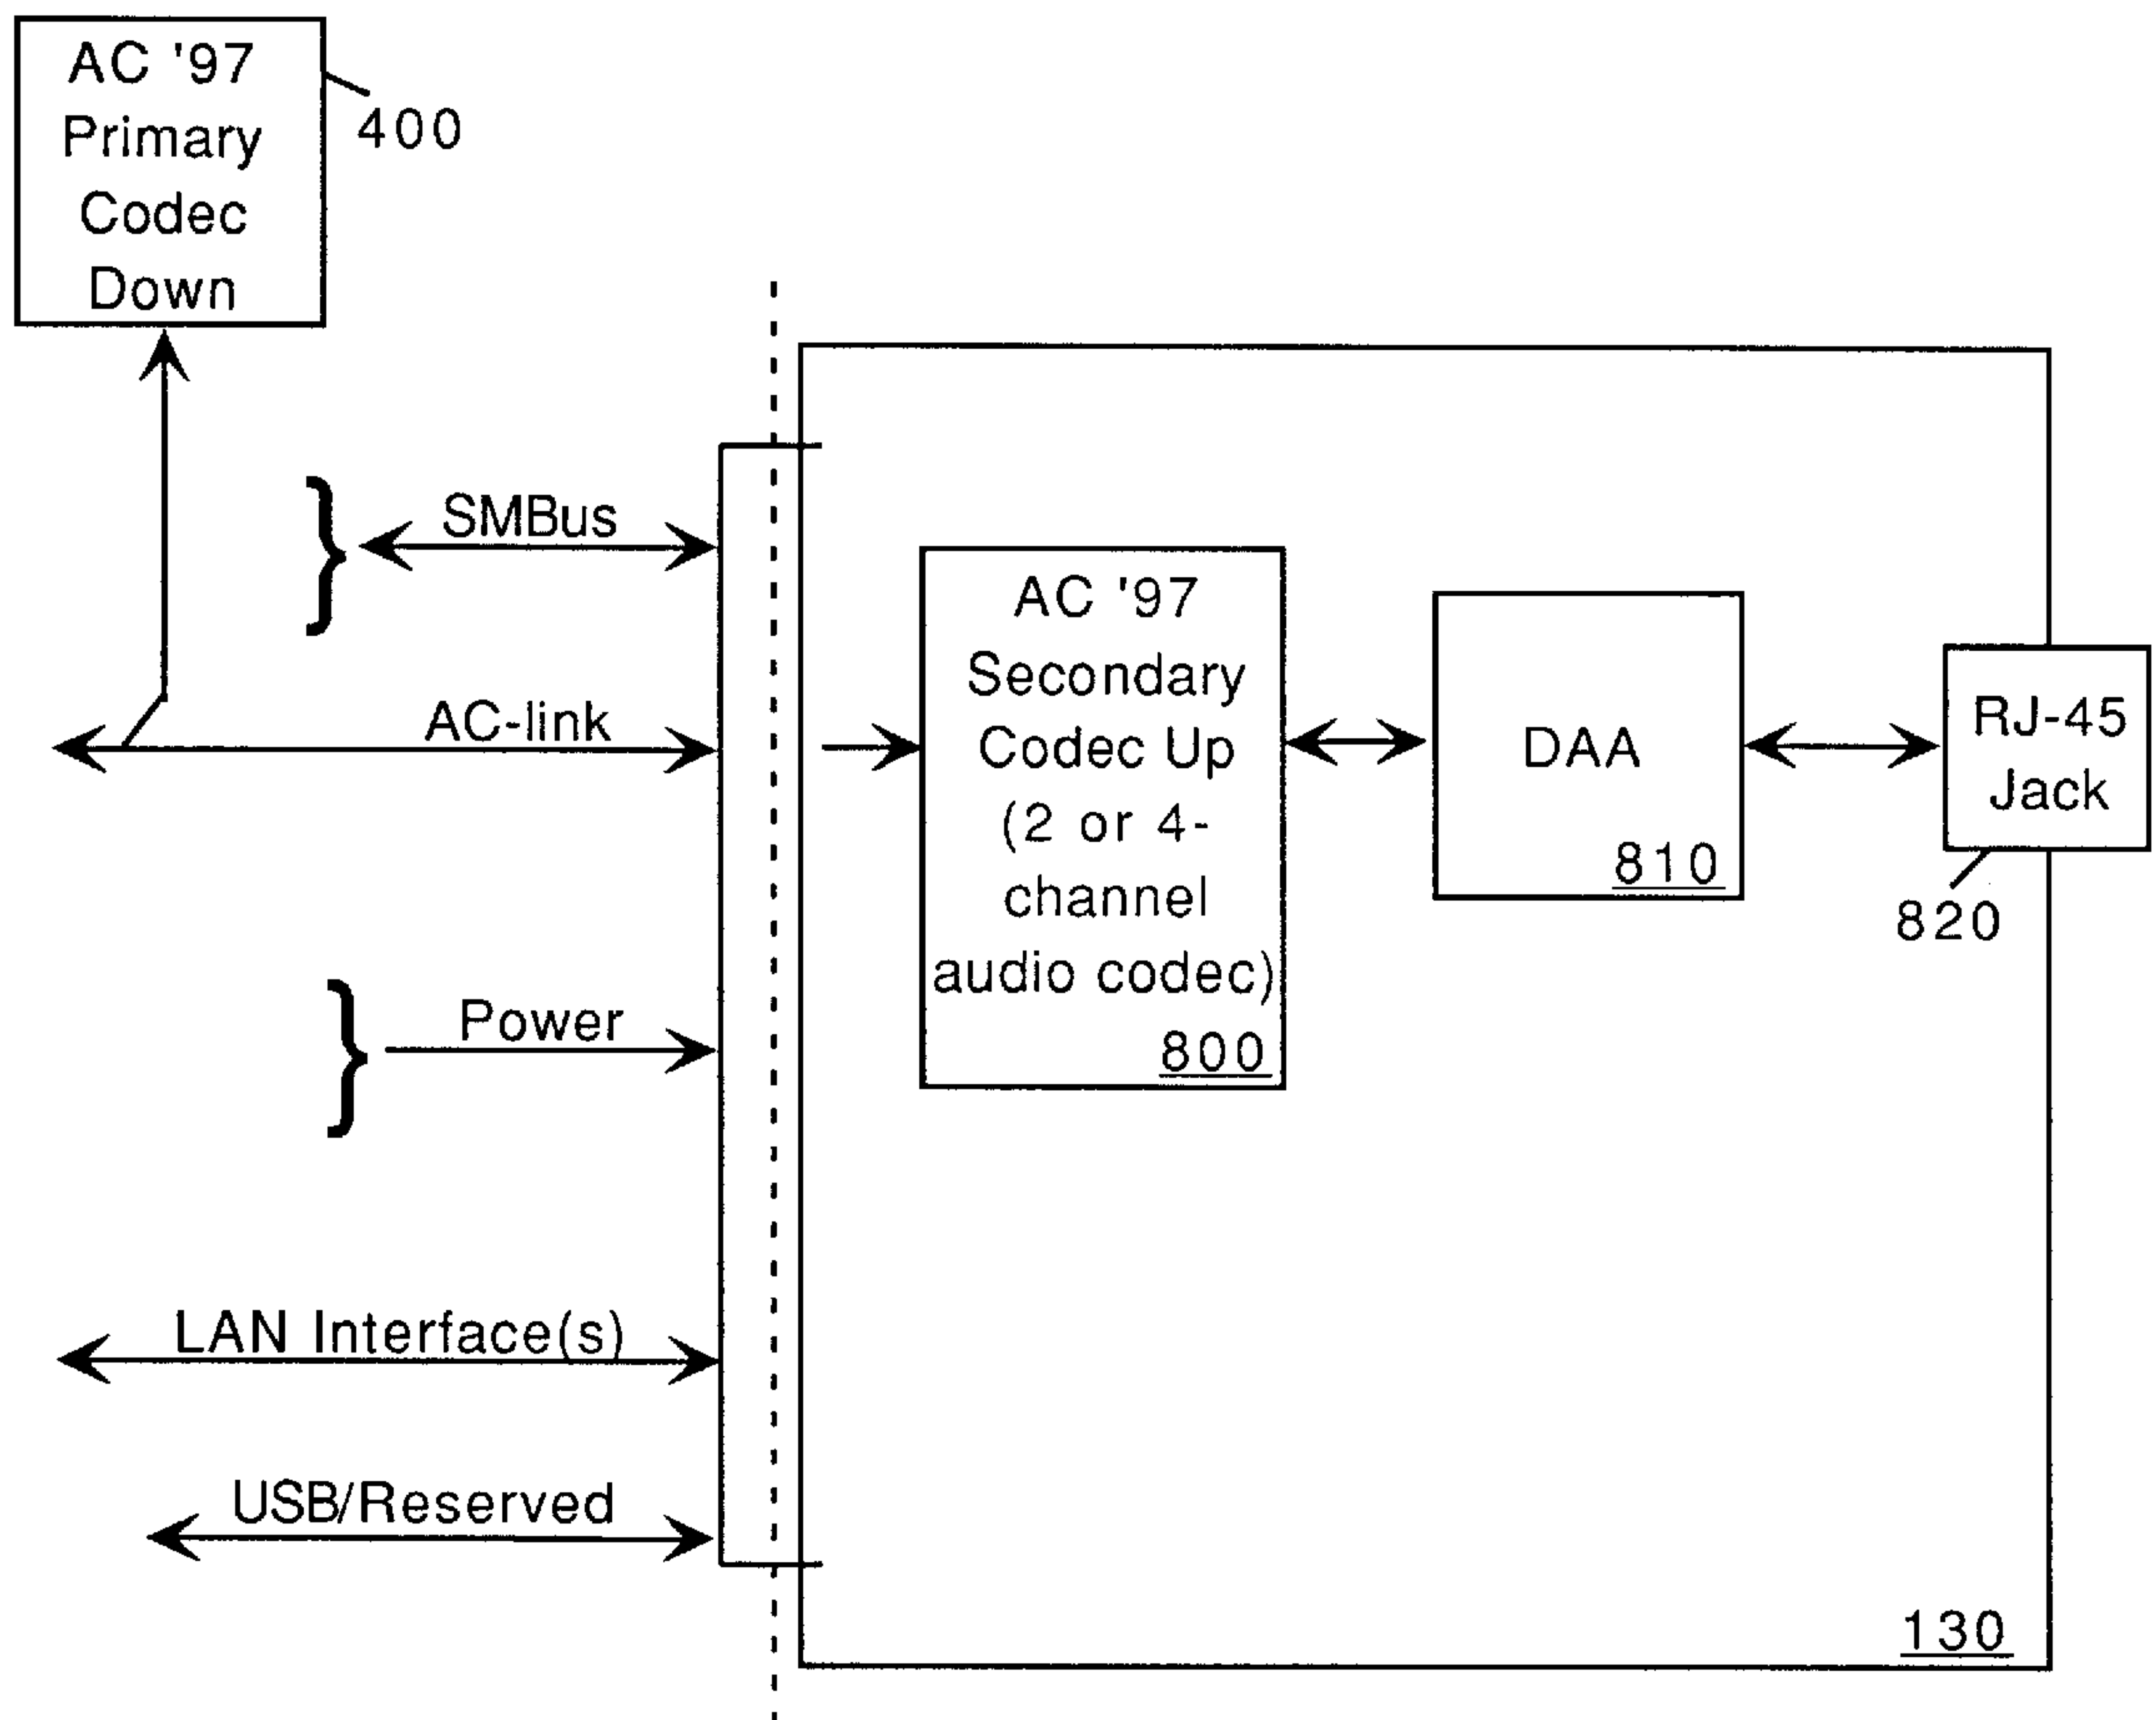 AC '97
Primary
Codec
Down
400
SMBus
AC-link
Power
LAN Interface(s)
USB/Reserved
AC '97
Secondary
Codec Up
(2 or 4-
channel
audio codec)
800
DAA
810
RJ-45
Jack
820
130